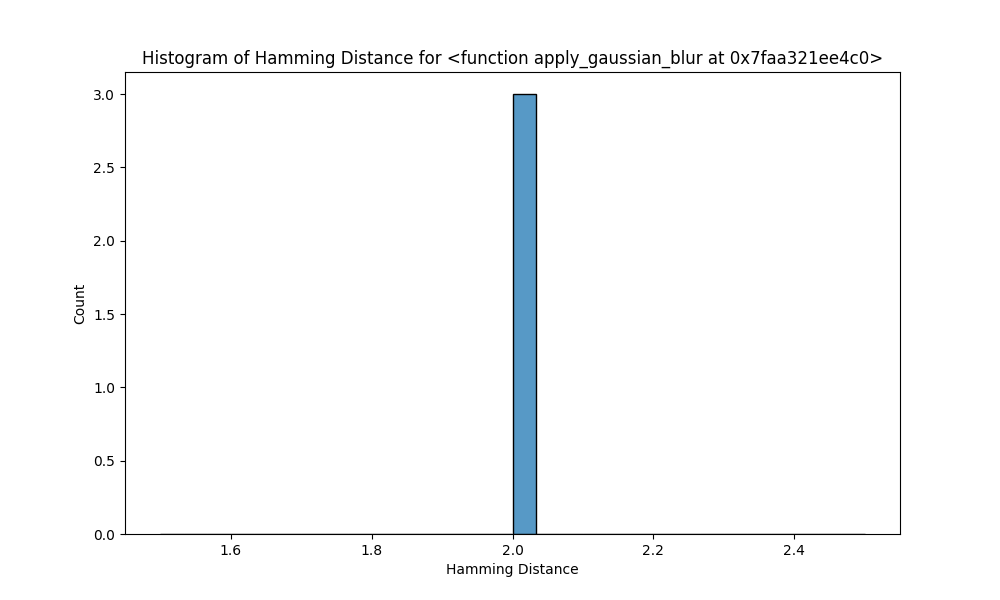 Histogram of Hamming Distance for <function apply_gaussian_blur at 0x7faa321ee4c0>
3.0
2.5
2.0
1.5
1.0
0.5
0.0
Count
1.6 1.8 2.0 2.2 2.4
Hamming Distance